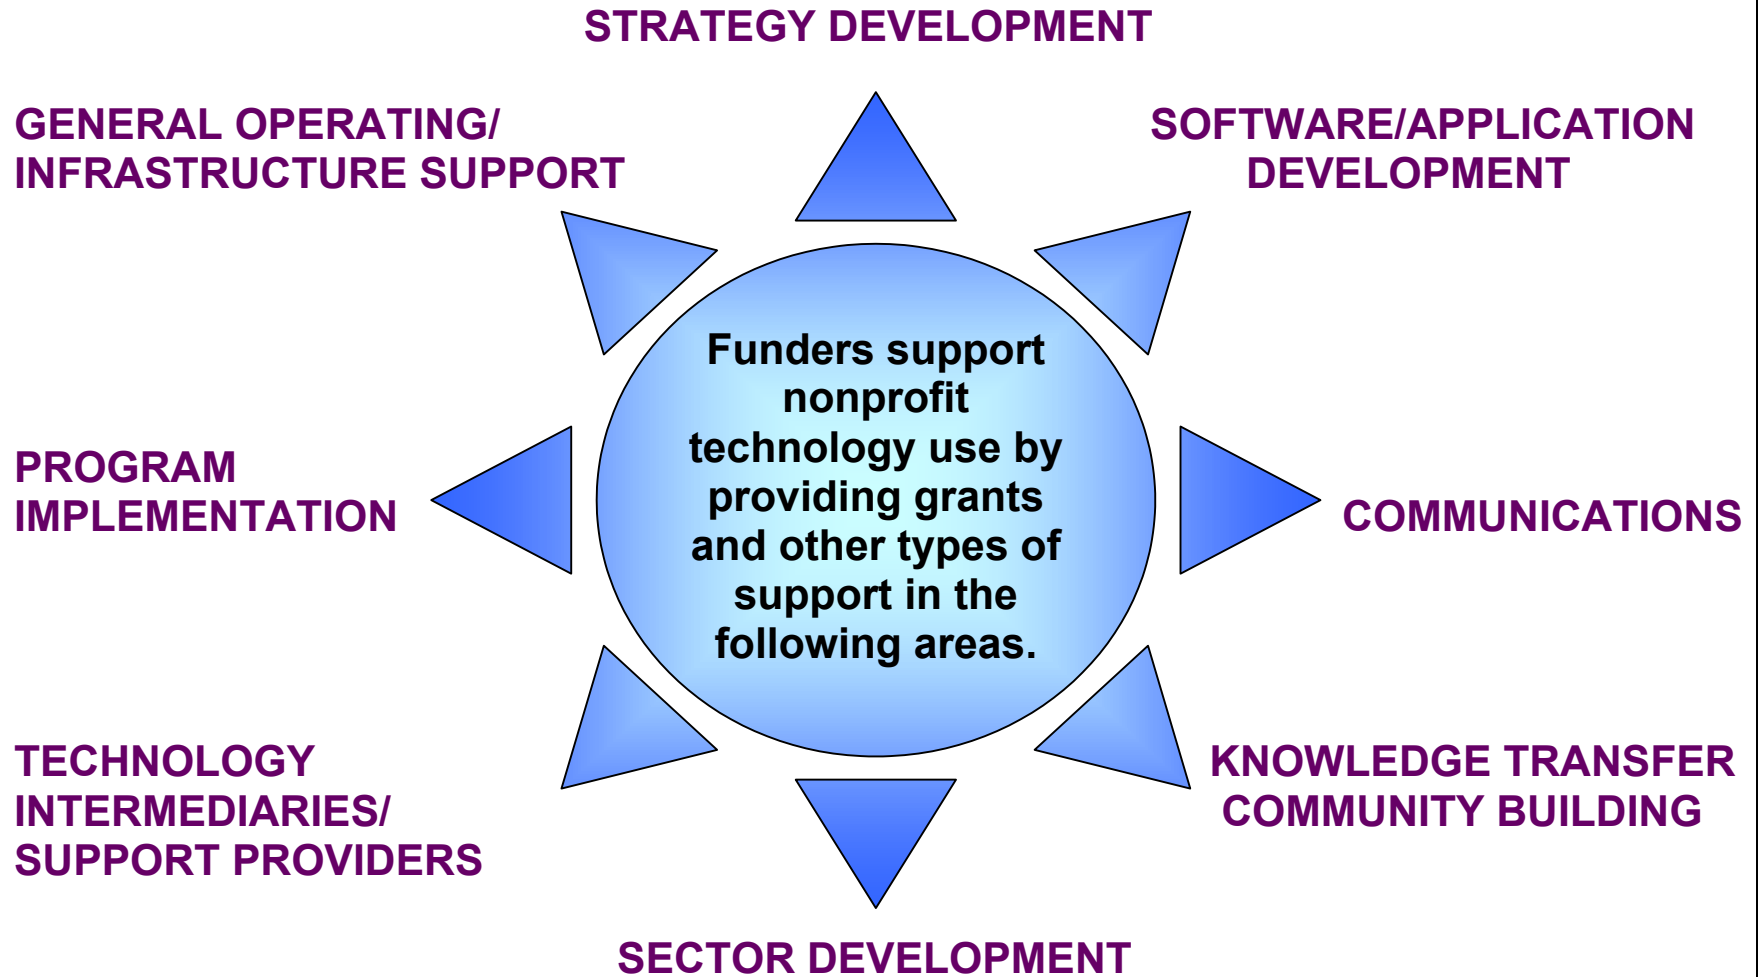 STRATEGY DEVELOPMENT
GENERAL OPERATING/
INFRASTRUCTURE SUPPORT
SOFTWARE/APPLICATION
DEVELOPMENT
Funders support
nonprofit
technology use by
providing grants
and other types of
support in the
following areas.
PROGRAM
IMPLEMENTATION
COMMUNICATIONS
TECHNOLOGY
INTERMEDIARIES/
SUPPORT PROVIDERS
KNOWLEDGE TRANSFER
COMMUNITY BUILDING
SECTOR DEVELOPMENT